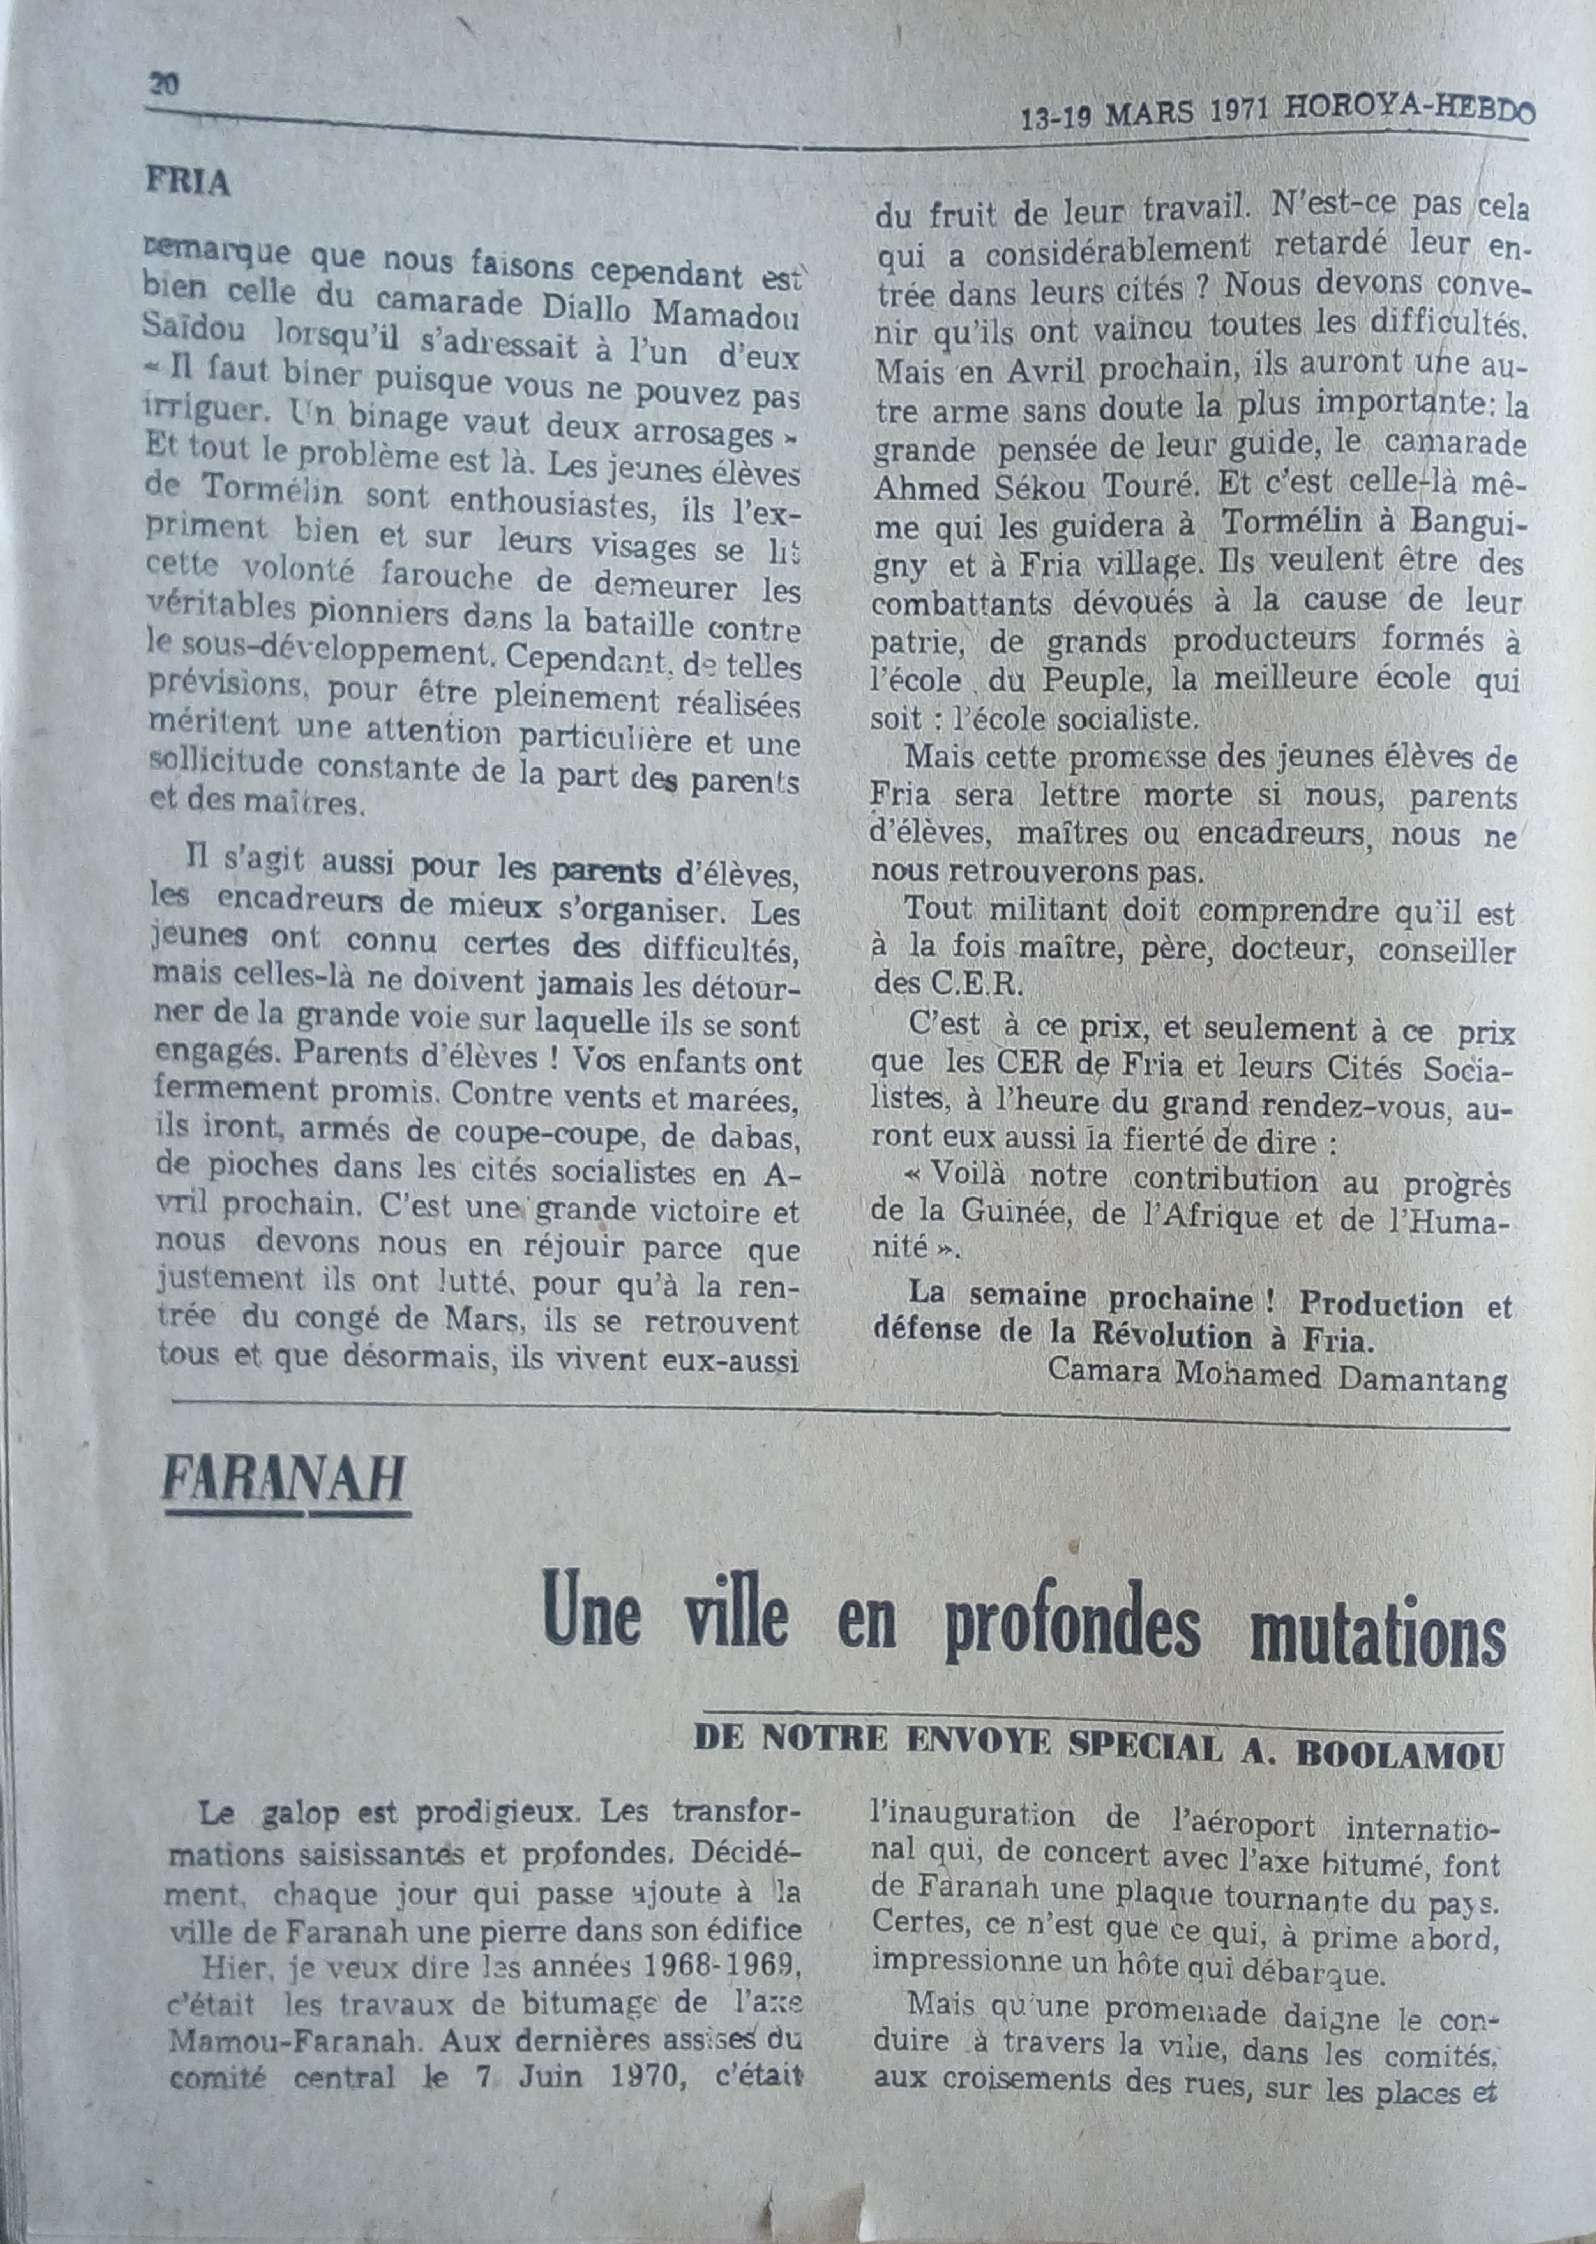 20
13-19 MARS 1971 HOROYA-HEBDO
FRIA
remarque que nous faisons cependant est
bien celle du camarade Diallo Mamadou
Saïdou lorsqu'il s'adressait à l'un d'eux
« Il faut biner puisque vous ne pouvez pas
irriguer. Un binage vaut deux arrosages »
Et tout le problème est là. Les jeunes élèves
de Tormélin sont enthousiastes, ils l'ex-
priment bien et sur leurs visages se lit
cette volonté farouche de demeurer les
véritables pionniers dans la bataille contre
le sous-développement. Cependant, de telles
prévisions, pour être pleinement réalisées
méritent une attention particulière et une
sollicitude constante de la part des parents
et des maîtres.
Il s'agit aussi pour les parents d'élèves,
les encadreurs de mieux s'organiser. Les
jeunes ont connu certes des difficultés,
mais celles-là ne doivent jamais les détour-
ner de la grande voie sur laquelle ils se sont
engagés. Parents d'élèves ! Vos enfants ont
fermement promis. Contre vents et marées,
ils iront, armés de coupe-coupe, de dabas,
de pioches dans les cités socialistes en A-
vril prochain. C'est une grande victoire et
nous devons nous en réjouir parce que
justement ils ont lutté, pour qu'à la ren-
trée du congé de Mars, ils se retrouvent
tous et que désormais, ils vivent eux-aussi
du fruit de leur travail. N'est-ce pas cela
qui a considérablement retardé leur en-
trée dans leurs cités ? Nous devons conve-
nir qu'ils ont vaincu toutes les difficultés.
Mais en Avril prochain, ils auront une au-
tre arme sans doute la plus importante: la
grande pensée de leur guide, le camarade
Ahmed Sékou Touré. Et c'est celle-là mê-
me qui les guidera à Tormélin à Bangui-
gny et à Fria village. Ils veulent être des
combattants dévoués à la cause de leur
patrie, de grands producteurs formés à
l'école du Peuple, la meilleure école qui
soit : l'école socialiste.
Mais cette promesse des jeunes élèves de
Fria sera lettre morte si nous, parents
d'élèves, maîtres ou encadreurs, nous ne
nous retrouverons pas.
Tout militant doit comprendre qu'il est
à la fois maître, père, docteur, conseiller
des C.E.R.
C'est à ce prix, et seulement à ce prix
que les CER de Fria et leurs Cités Socia-
listes, à l'heure du grand rendez-vous, au-
ront eux aussi la fierté de dire :
« Voilà notre contribution au progrès
de la Guinée, de l'Afrique et de l'Huma-
nité ».
La semaine prochaine ! Production et
défense de la Révolution à Fria.
Camara Mohamed Damantang
FARANAH
Une ville en profondes mutations
DE NOTRE ENVOYE SPECIAL A. BOOLAMOU
Le galop est prodigieux. Les transfor-
mations saisissantes et profondes. Décidé-
ment, chaque jour qui passe ajoute à la
ville de Faranah une pierre dans son édifice
Hier, je veux dire les années 1968-1969,
c'était les travaux de bitumage de l'axe
Mamou-Faranah. Aux dernières assises du
comité central le 7 Juin 1970, c'était
l'inauguration de l'aéroport internatio-
nal qui, de concert avec l'axe bitumé, font
de Faranah une plaque tournante du pays.
Certes, ce n'est que ce qui, à prime abord,
impressionne un hôte qui débarque.
Mais qu'une promenade daigne le con-
duire à travers la ville, dans les comités,
aux croisements des rues, sur les places et